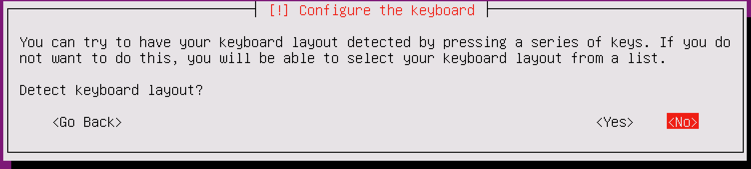 [!] Configure the keyboard
You can try to have your keyboard layout detected by pressing a series of keys. If you do
not want to do this, you will be able to select your keyboard layout from a list.
Detect keyboard layout?
<Go Back> <Yes> <No>